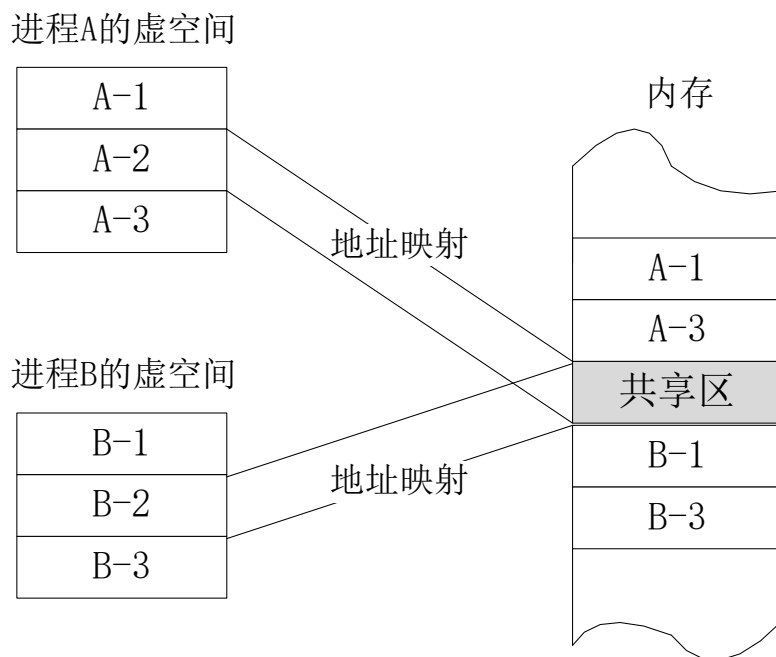 进程A的虚空间
A-1
A-2
A-3
地址映射
进程B的虚空间
B-1
B-2
B-3
地址映射
内存
A-1
A-3
共享区
B-1
B-3